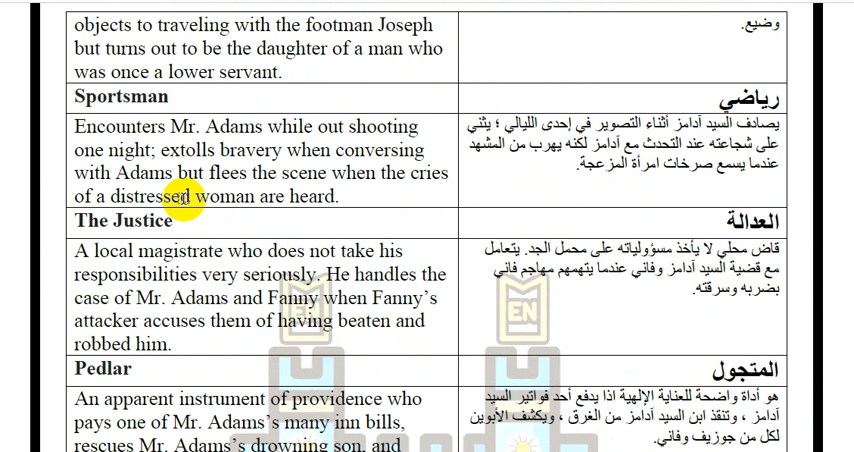 objects to traveling with the footman Joseph
but turns out to be the daughter of a man who
was once a lower servant.
وضيع.
Sportsman
رياضي
Encounters Mr. Adams while out shooting
one night; extolls bravery when conversing
with Adams but flees the scene when the cries
of a distressed woman are heard.
يصادف السيد آدامز أثناء التصوير في إحدى الليالي ؛ يثني
على شجاعته عند التحدث مع آدامز لكنه يهرب من المشهد
عندما يسمع صرخات امرأة المزعجة.
The Justice
العدالة
A local magistrate who does not take his
responsibilities very seriously. He handles the
case of Mr. Adams and Fanny when Fanny’s
attacker accuses them of having beaten and
robbed him.
قاض محلي لا يأخذ مسؤولياته على محمل الجد. يتعامل
مع قضية السيد آدامز وفاني عندما يتهمهم مهاجم فاني
بضربه وسرقته.
Pedlar
المتجول
An apparent instrument of providence who
pays one of Mr. Adams’s many inn bills,
rescues Mr. Adams’s drowning son, and
هو أداة واضحة للعناية الإلهية اذا يدفع أحد فواتير السيد
آدامز ، وتنقذ ابن السيد آدامز من الغرق ، ويكشف الأبوين
لكل من جوزيف وفاني.
EN
EN